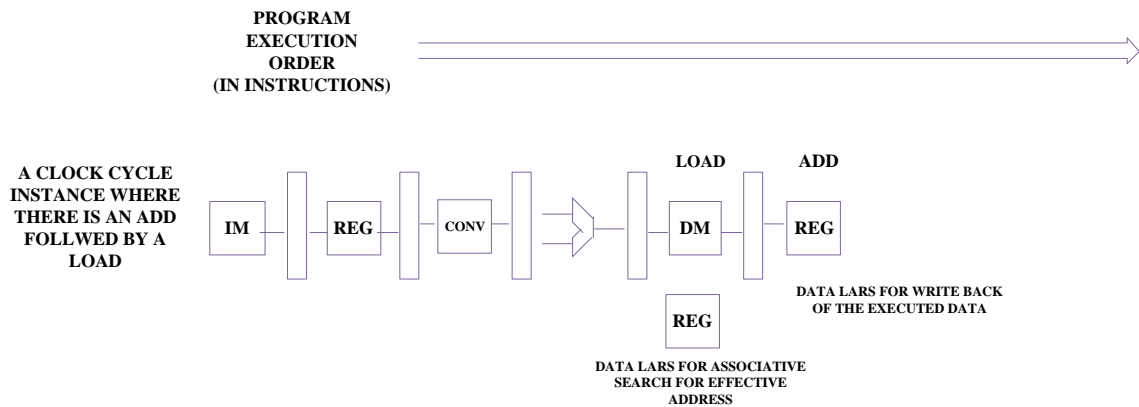 PROGRAM
EXECUTION
ORDER
(IN INSTRUCTIONS)
A CLOCK CYCLE
INSTANCE WHERE
THERE IS AN ADD
FOLLWED BY A
LOAD
LOAD
ADD
IM
REG
CONV
DM
REG
REG
DATA LARS FOR WRITE BACK
OF THE EXECUTED DATA
DATA LARS FOR ASSOCIATIVE
SEARCH FOR EFFECTIVE
ADDRESS